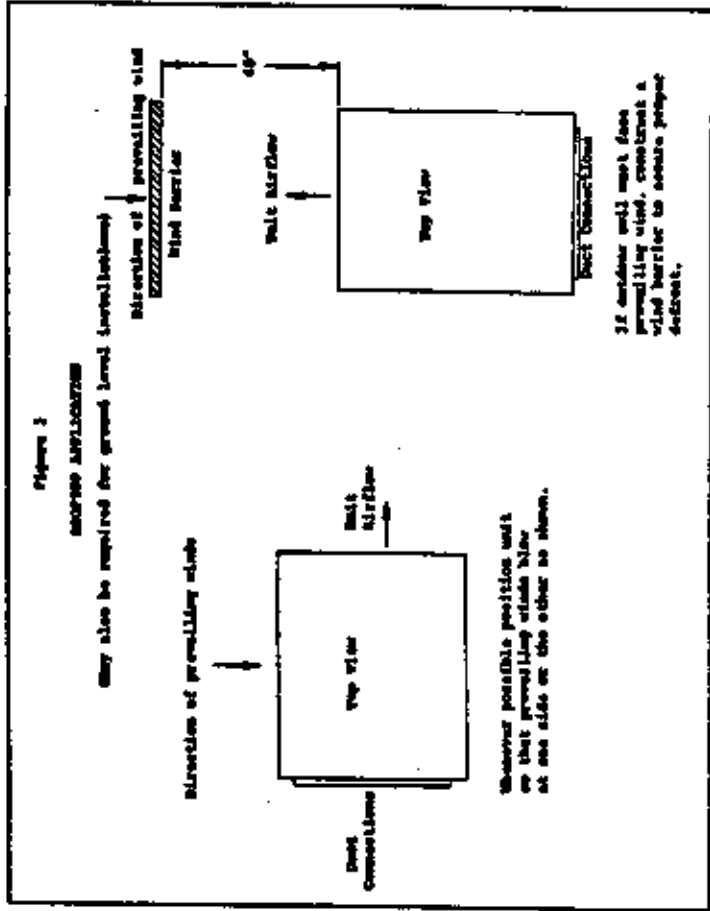 Figure
ROOFTOP APPLICATION
(May also be required for ground level installations)
Direction of prevailing winds
Unit
Airflow
Top View
Duct
Connections
Whenever possible position unit
so that prevailing winds blow
at one side or the other as shown.
Direction of prevailing wind
Wind Barrier
Unit Airflow
Top View
Duct Connections
If outdoor coil must face
prevailing wind, construct a
wind barrier to assure proper
defrost.